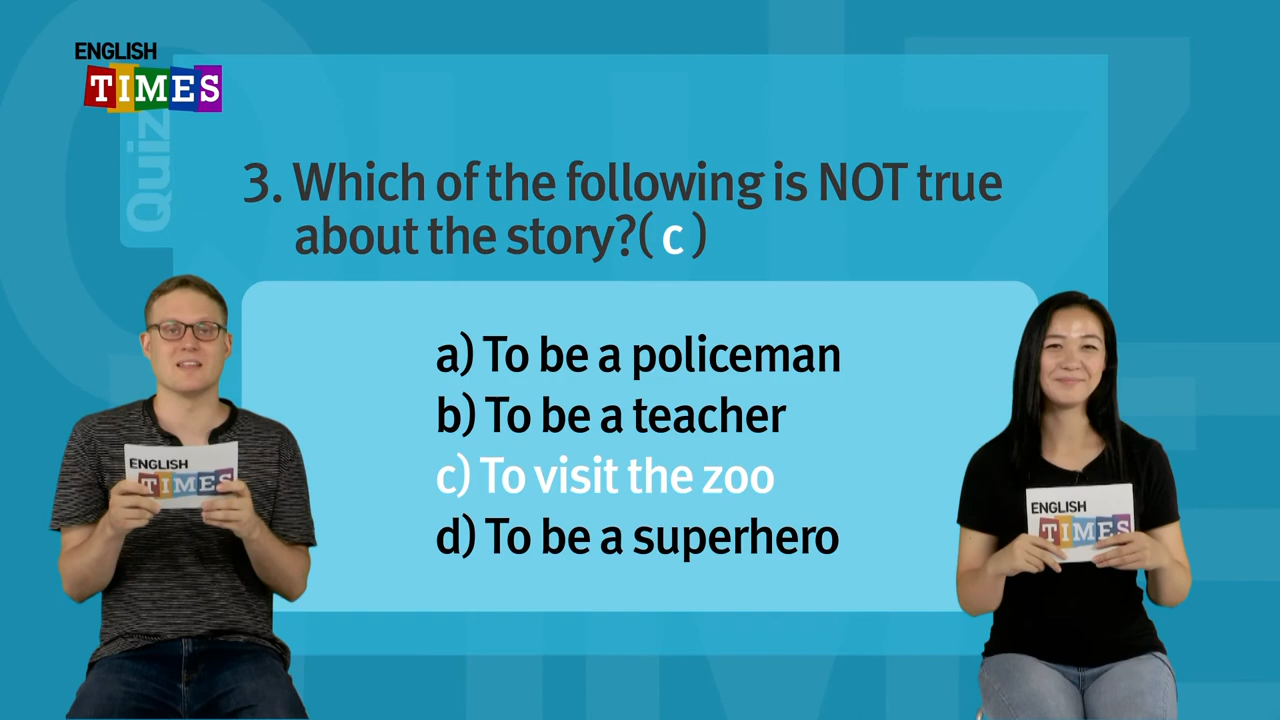 ENGLISH
TIMES
Quiz
3. Which of the following is NOT true
about the story?( c )
a) To be a policeman
b) To be a teacher
c) To visit the zoo
d) To be a superhero
ENGLISH
TIMES
ENGLISH
TIMES